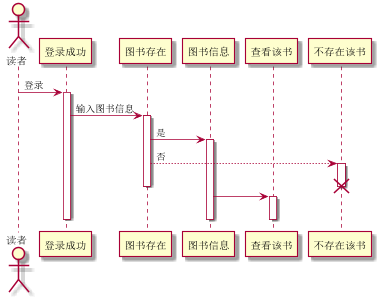 登录成功 图书存在 图书信息 查看该书 不存在该书
读者
登录
输入图书信息
是
否
读者
登录成功 图书存在 图书信息 查看该书 不存在该书